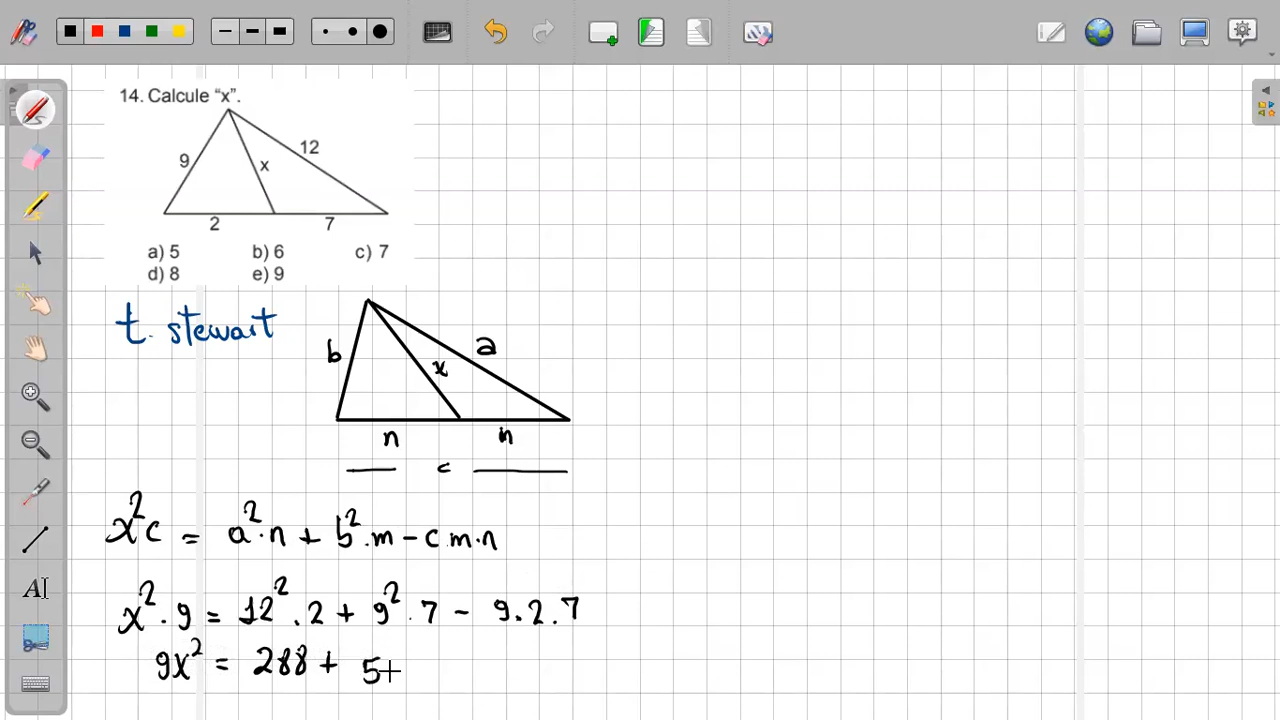 14. Calcule “x”.
9
x
12
2
7
a) 5 b) 6 c) 7
d) 8 e) 9
t. stewart
b
x
a
n
m
c
x²c = a²·n + b²·m - c m·n
x²·9 = 12²·2 + 9²·7 - 9·2·7
9x² = 288 + 5
A